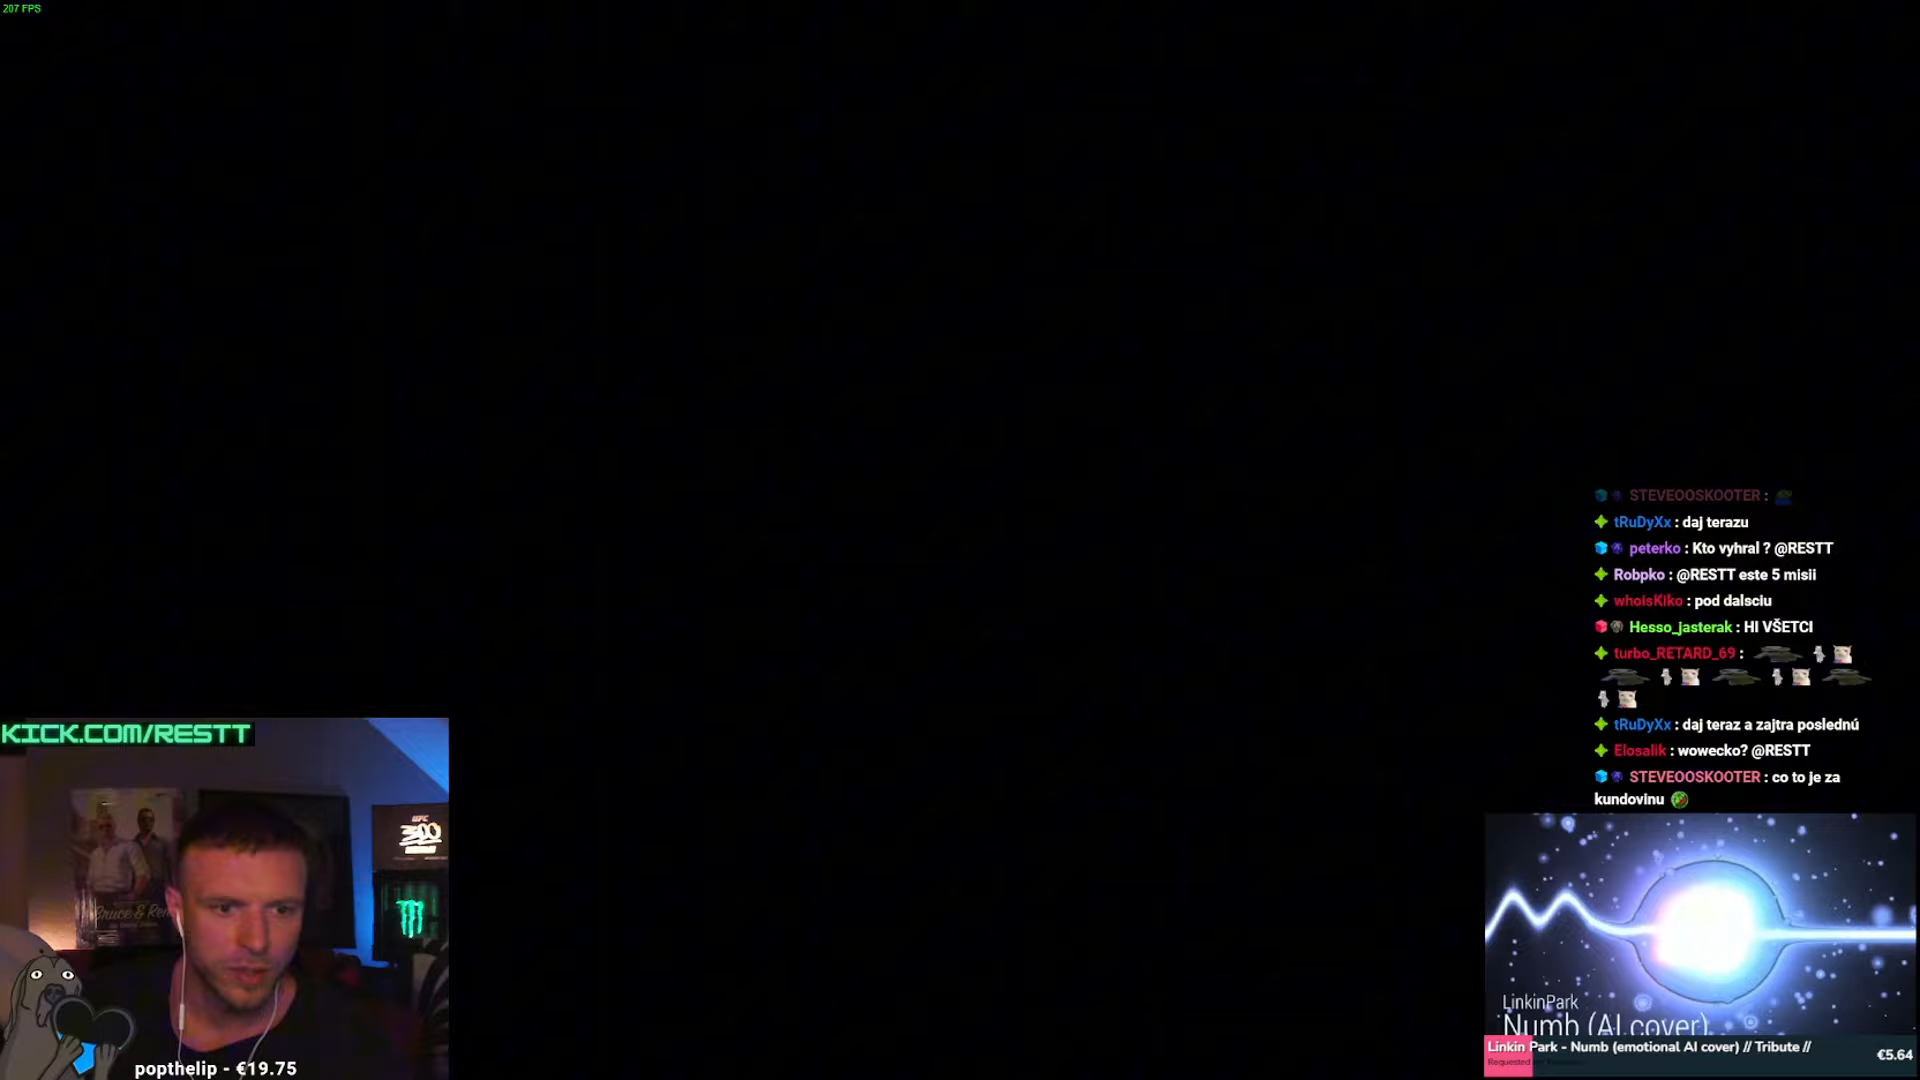 207 FPS
STEVEOOSKOOTER :
tRuDyXx : daj terazu
peterko : Kto vyhral ? @RESTT
Robpko : @RESTT este 5 misii
whoisKiko : pod dalsciu
Hesso_jasterak : HI VŠETCI
turbo_RETARD_69 :
tRuDyXx : daj teraz a zajtra poslednú
Elosalik : wowecko? @RESTT
STEVEOOSKOOTER : co to je za
kundovinu
KICK.COM/RESTT
UFC
300
Bruce & Ren
popthelip - €19.75
LinkinPark
Numb (AI cover)
Linkin Park - Numb (emotional AI cover) // Tribute //
€5.64
Requested